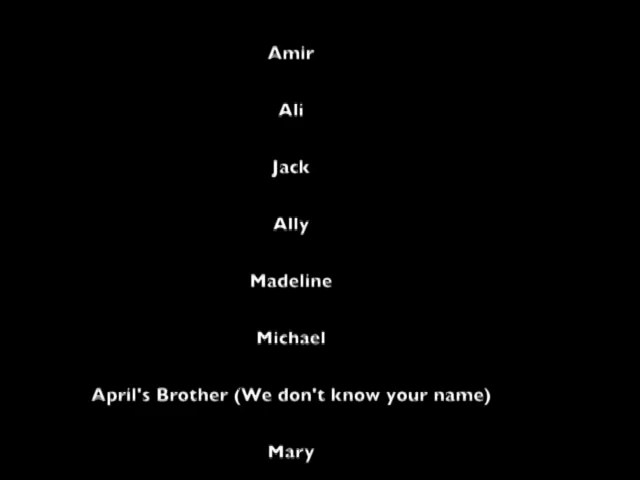 Amir
Ali
Jack
Ally
Madeline
Michael
April's Brother (We don't know your name)
Mary